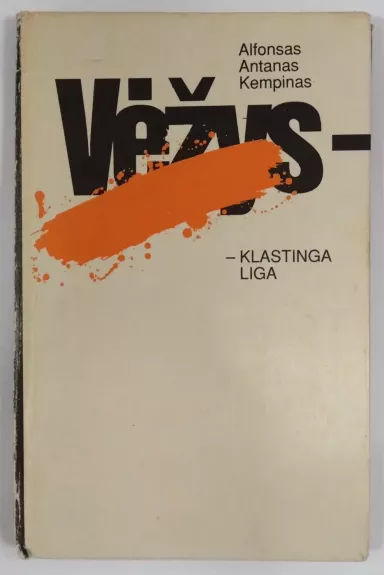 Alfonsas
Antanas
Kempinas
Vėžys–
– KLASTINGA
LIGA